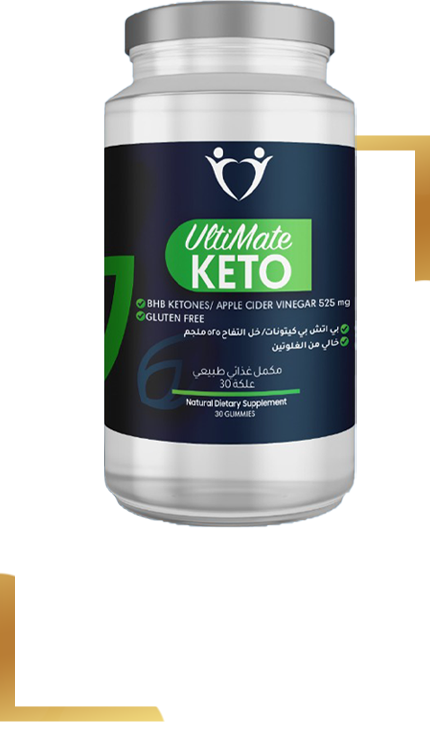 UltiMate
KETO
BHB KETONES/ APPLE CIDER VINEGAR 525 mg
GLUTEN FREE
بي اتش بي كيتونات/خل التفاح ٥٢٥ ملجم
خالي من الغلوتين
مكمل غذائي طبيعي
30 علكة
Natural Dietary Supplement
30 GUMMIES